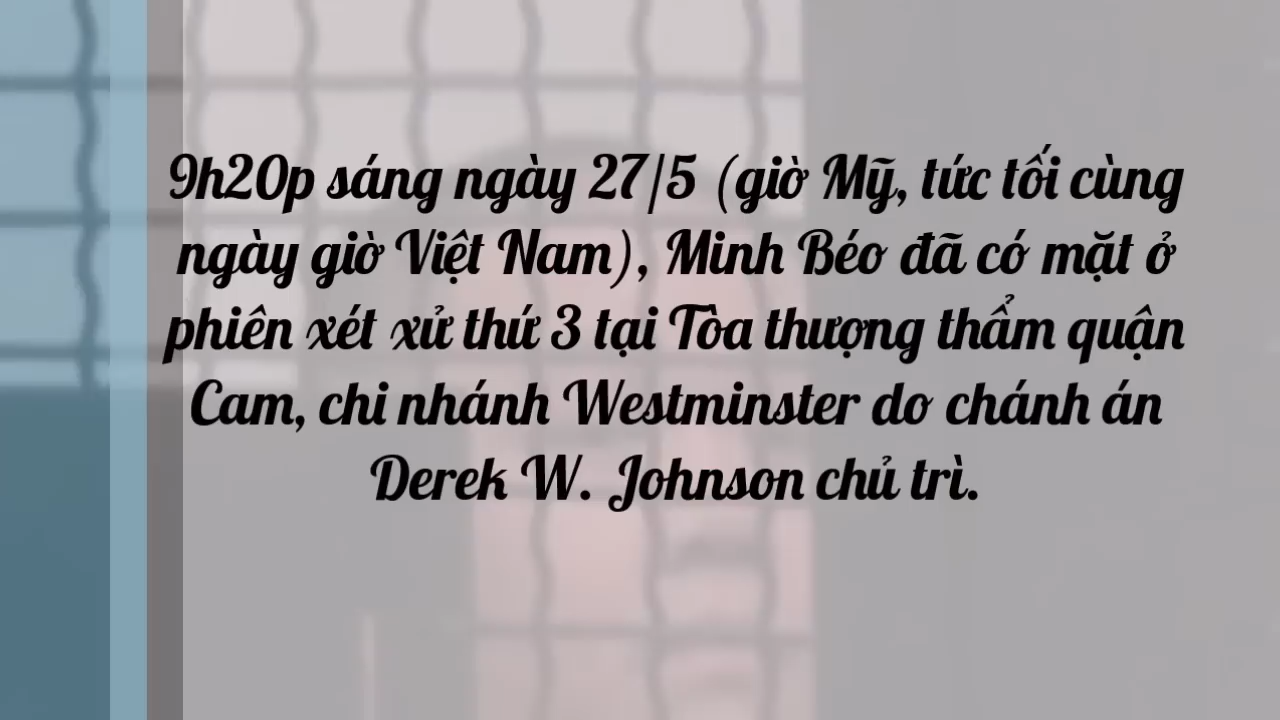 9h20p sáng ngày 27/5 (giờ Mỹ, tức tối cùng
ngày giờ Việt Nam), Minh Béo đã có mặt ở
phiên xét xử thứ 3 tại Tòa thượng thẩm quận
Cam, chi nhánh Westminster do chánh án
Derek W. Johnson chủ trì.